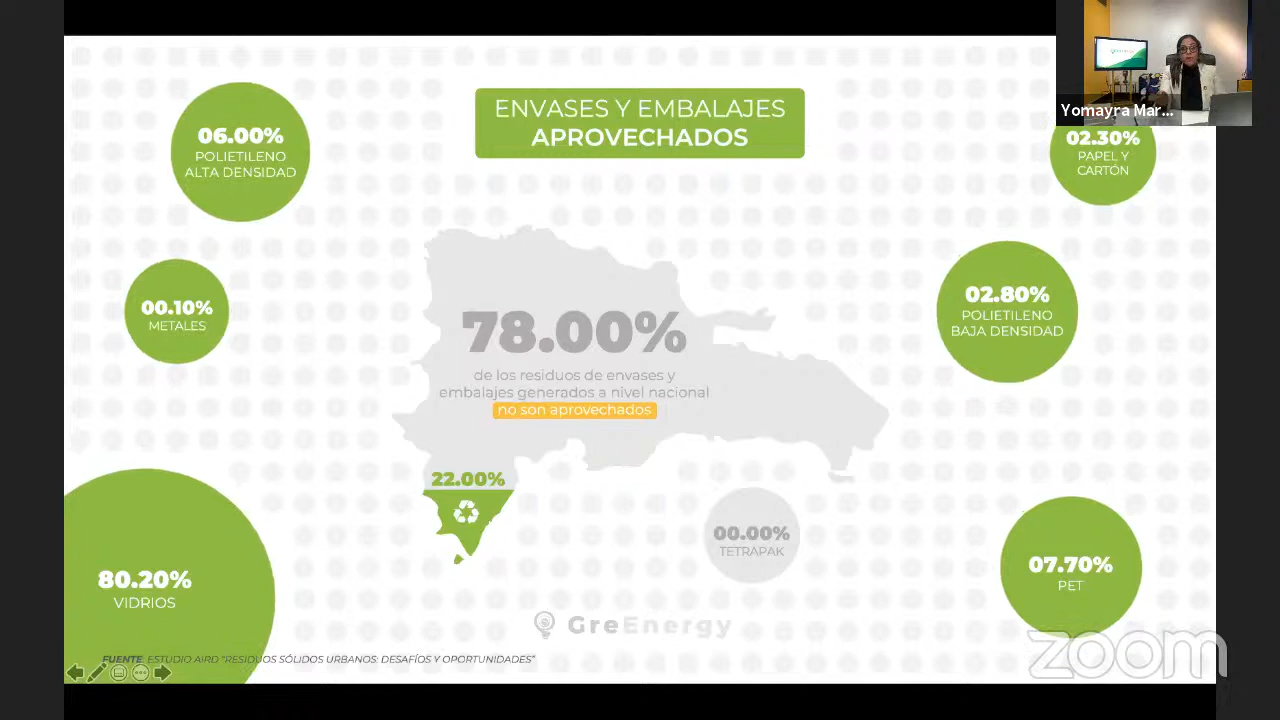 ENVASES Y EMBALAJES
APROVECHADOS
Yomayra Mar...
06.00%
POLIETILENO
ALTA DENSIDAD
02.30%
PAPEL Y
CARTÓN
00.10%
METALES
78.00%
de los residuos de envases y
embalajes generados a nivel nacional
no son aprovechados
02.80%
POLIETILENO
BAJA DENSIDAD
22.00%
00.00%
TETRAPAK
80.20%
VIDRIOS
07.70%
PET
GreEnergy
FUENTE: ESTUDIO AIRD "RESIDUOS SÓLIDOS URBANOS: DESAFÍOS Y OPORTUNIDADES"
zoom